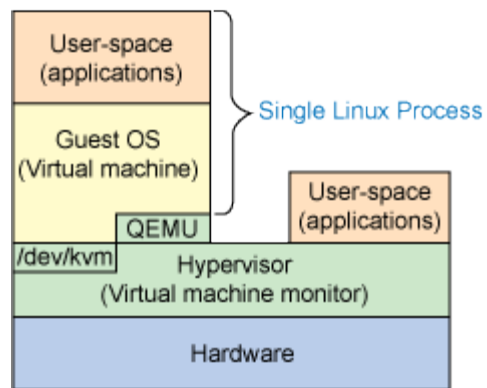 User-space
(applications)
Single Linux Process
Guest OS
(Virtual machine)
User-space
(applications)
QEMU
/dev/kvm
Hypervisor
(Virtual machine monitor)
Hardware